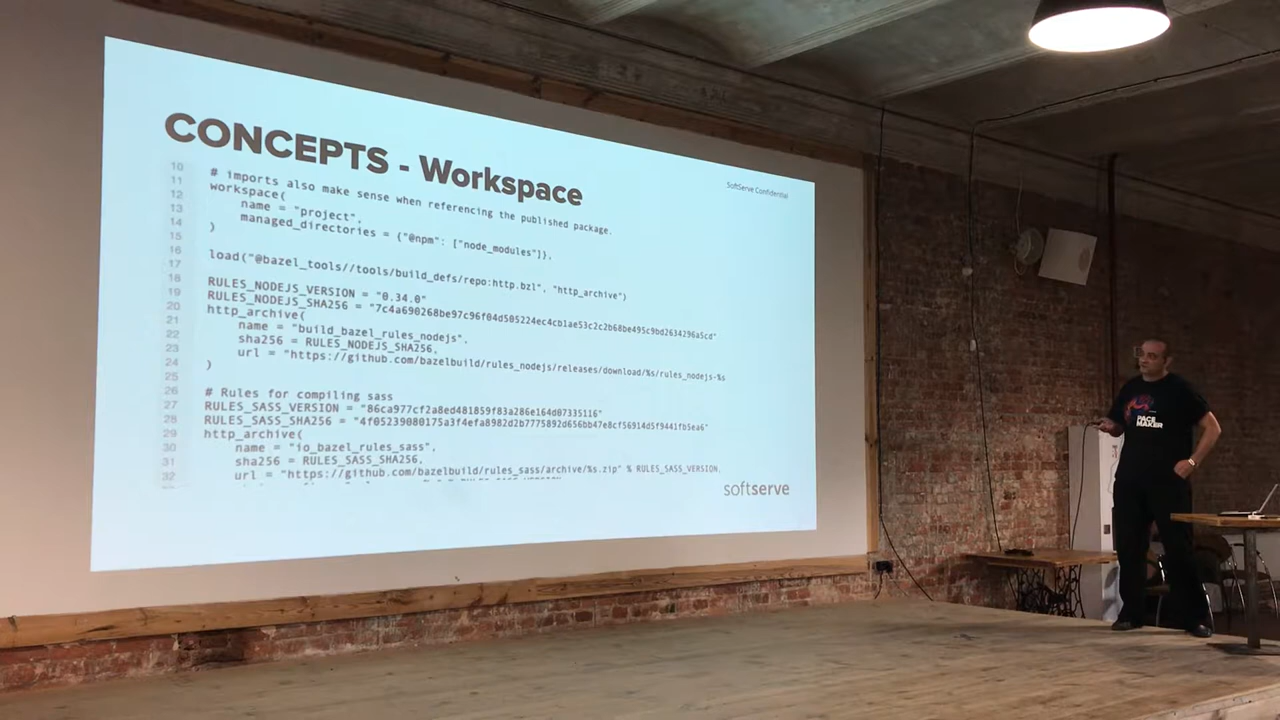 CONCEPTS - Workspace
SoftServe Confidential
10
11 # imports also make sense when referencing the published package.
12 workspace(
13 name = "project",
14 managed_directories = {"@npm": ["node_modules"]},
15 )
16
17 load("@bazel_tools//tools/build_defs/repo:http.bzl", "http_archive")
18
19 RULES_NODEJS_VERSION = "0.34.0"
20 RULES_NODEJS_SHA256 = "7c4a690268be97c96f04d505224ec4cb1ae53c2c2b68be495c9bd2634296a5cd"
21 http_archive(
22 name = "build_bazel_rules_nodejs",
23 sha256 = RULES_NODEJS_SHA256,
24 url = "https://github.com/bazelbuild/rules_nodejs/releases/download/%s/rules_nodejs-%s
25 )
26 # Rules for compiling sass
27 RULES_SASS_VERSION = "86ca977cf2a8ed481859f83a286e164d07335116"
28 RULES_SASS_SHA256 = "4f05239080175a3f4efa8982d2b7775892d656bb47e8cf56914d5f9441fb5ea6"
29 http_archive(
30 name = "io_bazel_rules_sass",
31 sha256 = RULES_SASS_SHA256,
32 url = "https://github.com/bazelbuild/rules_sass/archive/%s.zip" % RULES_SASS_VERSION,
softserve
PACE
MAKER